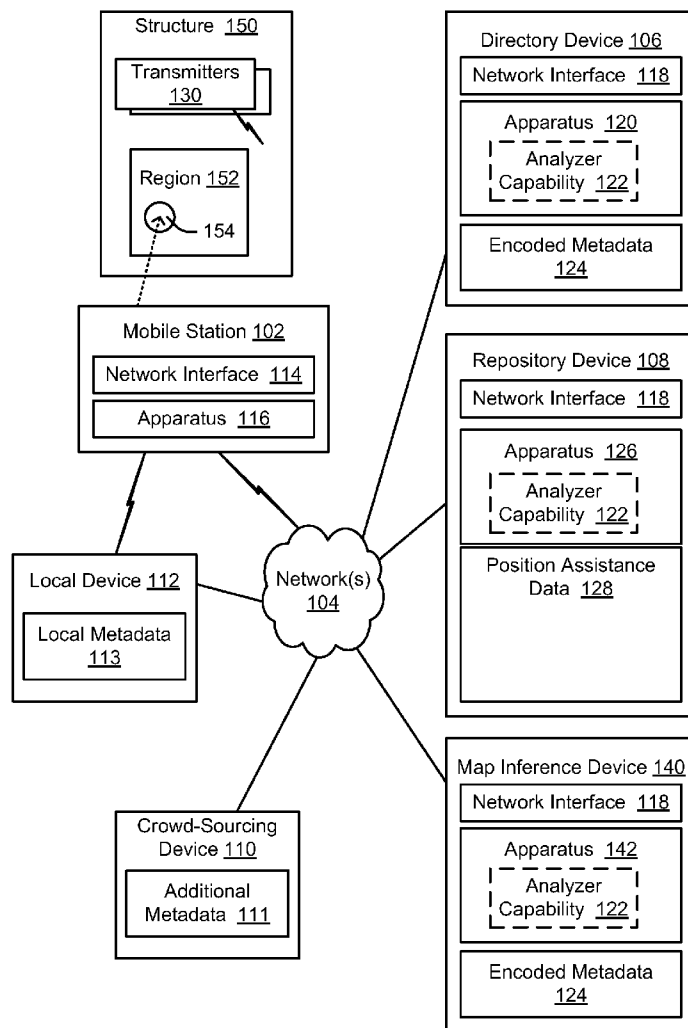 Structure 150
Transmitters
130
Region 152
154
Mobile Station 102
Network Interface 114
Apparatus 116
Local Device 112
Local Metadata
113
Network(s)
104
Crowd-Sourcing
Device 110
Additional
Metadata 111
Directory Device 106
Network Interface 118
Apparatus 120
Analyzer
Capability 122
Encoded Metadata
124
Repository Device 108
Network Interface 118
Apparatus 126
Analyzer
Capability 122
Position Assistance
Data 128
Map Inference Device 140
Network Interface 118
Apparatus 142
Analyzer
Capability 122
Encoded Metadata
124